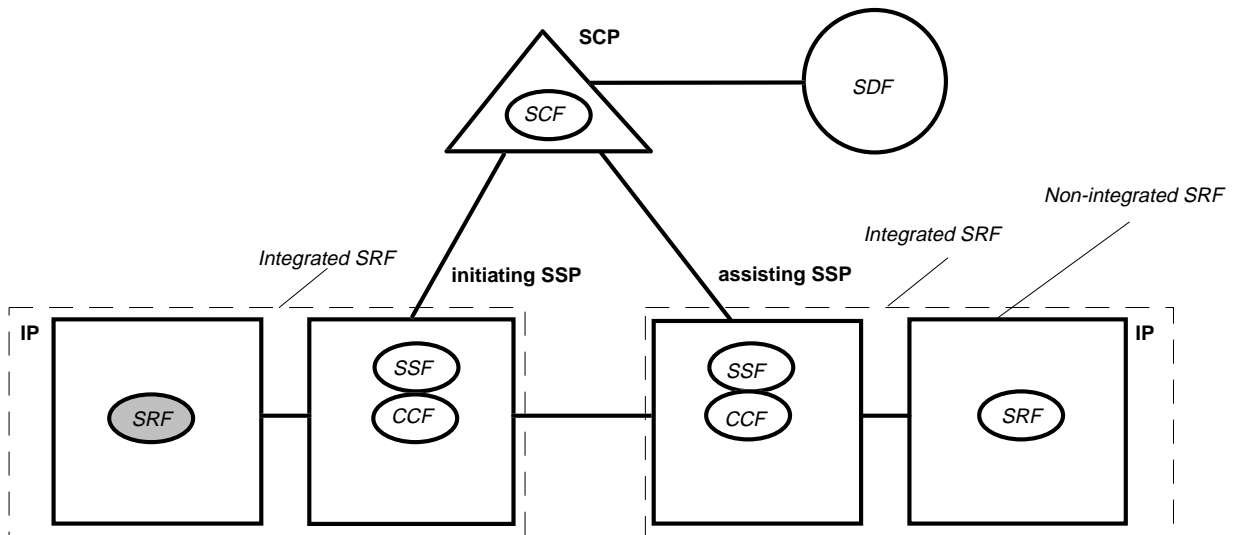 SCP
SDF
SCF
Non-integrated SRF
Integrated SRF
Integrated SRF
initiating SSP
assisting SSP
IP
IP
SSF
SSF
SRF
CCF
CCF
SRF